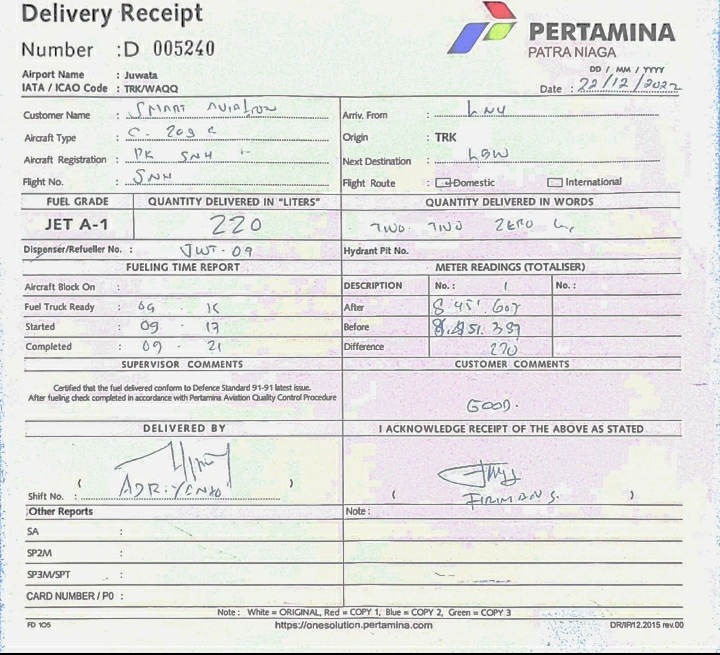 Delivery Receipt
Number :D 005240
PERTAMINA
PATRA NIAGA
Airport Name : Juwata
IATA / ICAO Code : TRK/WAQQ
DD / MM / YYYY
Date : 22/12/2022
Customer Name : SMART AVIATION
Arriv. From : LNU
Aircraft Type : C. 208 C
Origin : TRK
Aircraft Registration : PK SNH
Next Destination : LBW
Flight No. : SNH
Flight Route : Domestic International
FUEL GRADE QUANTITY DELIVERED IN "LITERS" QUANTITY DELIVERED IN WORDS
JET A-1 220 TWO. TWO ZERO
Dispenser/Refueller No. : JWT-09 Hydrant Pit No.
FUELING TIME REPORT METER READINGS (TOTALISER)
Aircraft Block On : DESCRIPTION No. : 1 No. :
Fuel Truck Ready : 09 . 15 After 8.451.607
Started : 09 . 17 Before 8.451.387
Completed : 09 . 21 Difference 220
SUPERVISOR COMMENTS CUSTOMER COMMENTS
Certified that the fuel delivered conform to Defence Standard 91-91 latest issue.
After fueling check completed in accordance with Pertamina Aviation Quality Control Procedure
GOOD.
DELIVERED BY I ACKNOWLEDGE RECEIPT OF THE ABOVE AS STATED
( ADRIYANTO )
Shift No. :
( FIRMAN S. )
Other Reports Note :
SA :
SP2M :
SP3M/SPT :
CARD NUMBER / P0 :
Note : White = ORIGINAL, Red = COPY 1, Blue = COPY 2, Green = COPY 3
FD 105 https://onesolution.pertamina.com DR/IP/12.2015 rev.00